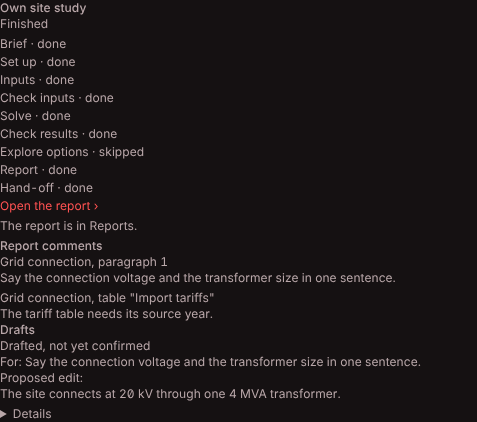 Own site study
Finished
Brief · done
Set up · done
Inputs · done
Check inputs · done
Solve · done
Check results · done
Explore options · skipped
Report · done
Hand-off · done
Open the report ›
The report is in Reports.
Report comments
Grid connection, paragraph 1
Say the connection voltage and the transformer size in one sentence.
Grid connection, table "Import tariffs"
The tariff table needs its source year.
Drafts
Drafted, not yet confirmed
For: Say the connection voltage and the transformer size in one sentence.
Proposed edit:
The site connects at 20 kV through one 4 MVA transformer.
▶ Details